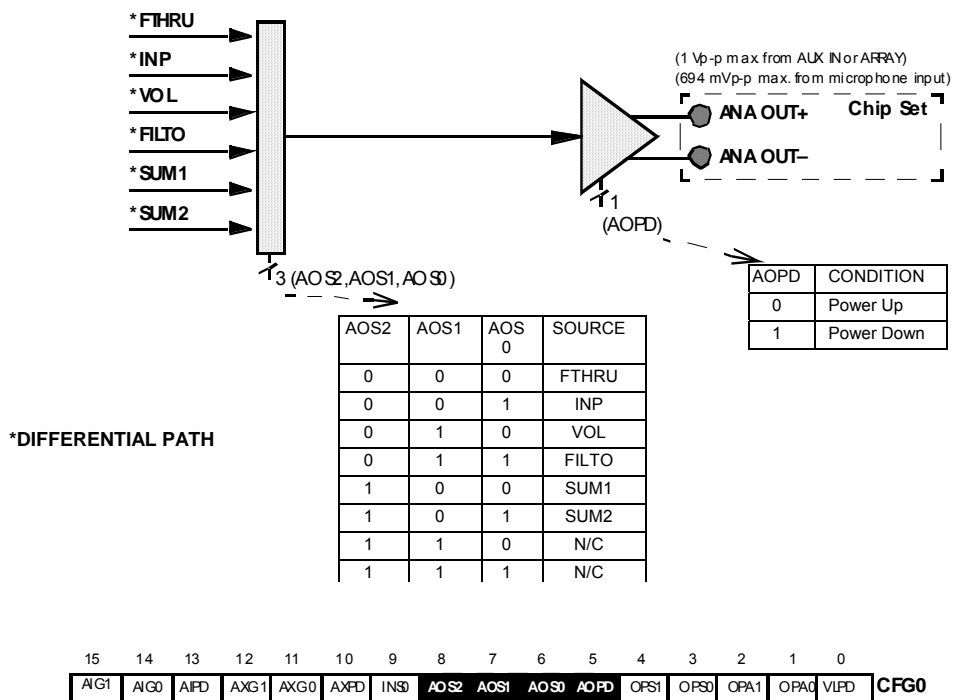 *FTHRU
*INP
*VOL
*FILTO
*SUM1
*SUM2
(1 Vp-p max. from AUX IN or ARRAY)
(694 mVp-p max. from microphone input)
ANA OUT+
Chip Set
ANA OUT–
1
(AOPD)
3 (AOS2, AOS1, AOS0)
AOPD CONDITION
0 Power Up
1 Power Down
AOS2 AOS1 AOS
0 SOURCE
0 0 0 FTHRU
0 0 1 INP
0 1 0 VOL
0 1 1 FILTO
1 0 0 SUM1
1 0 1 SUM2
1 1 0 N/C
1 1 1 N/C
*DIFFERENTIAL PATH
15 14 13 12 11 10 9 8 7 6 5 4 3 2 1 0
AIG1 AIG0 AIPD AXG1 AXG0 AXPD INS0 AOS2 AOS1 AOS0 AOPD OPS1 OPS0 OPA1 OPA0 VLPD CFG0